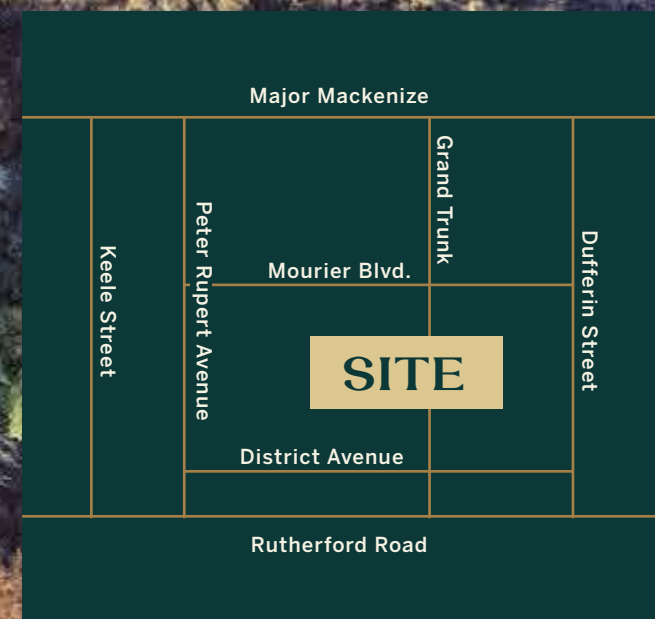 Major Mackenize
Grand Trunk
Peter Rupert Avenue
Dufferin Street
Keele Street
Mourier Blvd.
SITE
District Avenue
Rutherford Road